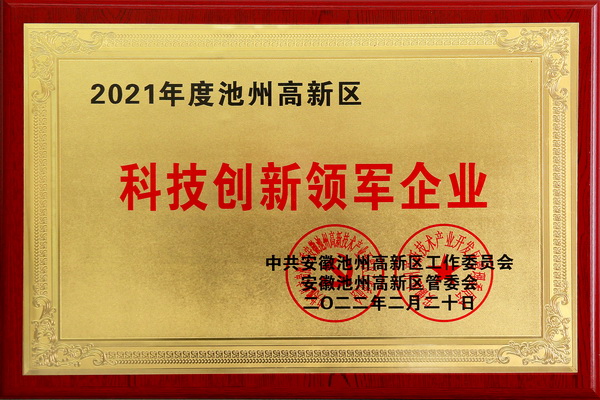 2021年度池州高新区
科技创新领军企业
中共安徽池州高新区工作委员会
安徽池州高新区管委会
二〇二二年二月二十日